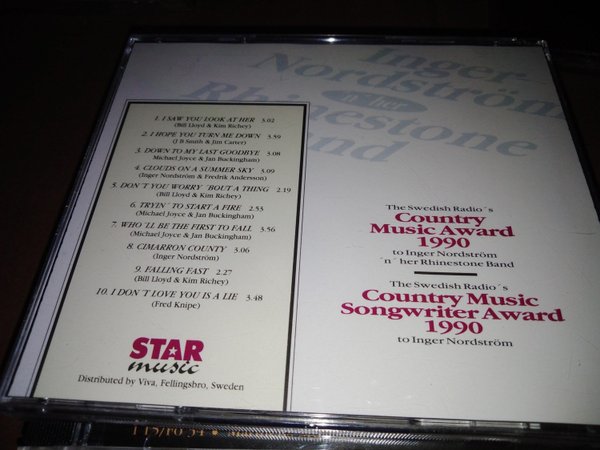 Inger
Nordström
'n' her
Rhinestone
Band
1. I SAW YOU LOOK AT HER 3.02
(Bill Lloyd & Kim Richey)
2. I HOPE YOU TURN ME DOWN 3.59
(J B Smith & Jim Carter)
3. DOWN TO MY LAST GOODBYE 3.08
Michael Joyce & Jan Buckingham)
4. CLOUDS ON A SUMMER SKY 3.09
(Inger Nordström & Fredrik Andersson)
5. DON´T YOU WORRY ´BOUT A THING 2.19
(Bill Lloyd & Kim Richey)
6. TRYIN´ TO START A FIRE 2.53
(Michael Joyce & Jan Buckingham)
7. WHO´LL BE THE FIRST TO FALL 3.56
(Michael Joyce & Jan Buckingham)
8. CIMARRON COUNTY 3.06
(Inger Nordström)
9. FALLING FAST 2.27
(Bill Lloyd & Kim Richey)
10. I DON´T LOVE YOU IS A LIE 3.48
(Fred Knipe)
STAR
music
Distributed by Viva, Fellingsbro, Sweden
The Swedish Radio´s
Country
Music Award
1990
to Inger Nordström
´n´ her Rhinestone Band
The Swedish Radio´s
Country Music
Songwriter Award
1990
to Inger Nordström